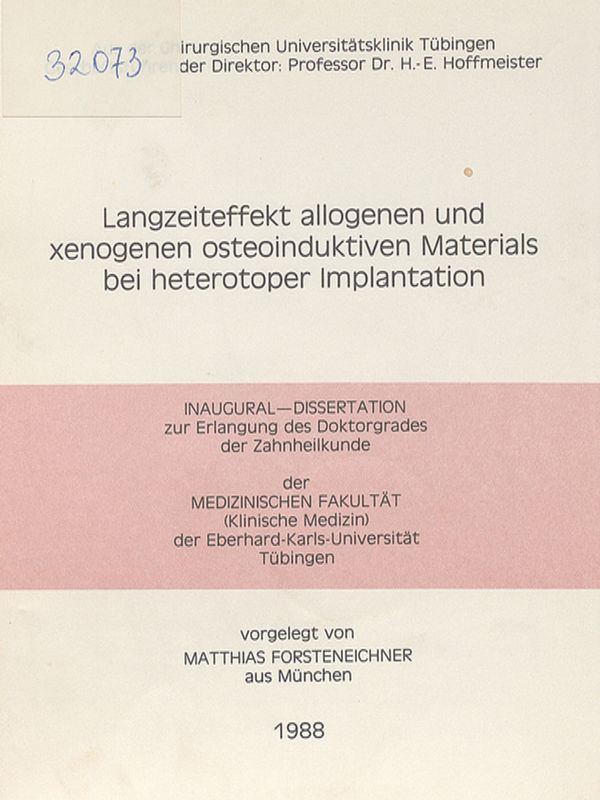 32073
irurgischen Universitätsklinik Tübingen
der Direktor: Professor Dr. H.-E. Hoffmeister
Langzeiteffekt allogenen und
xenogenen osteoinduktiven Materials
bei heterotoper Implantation
INAUGURAL—DISSERTATION
zur Erlangung des Doktorgrades
der Zahnheilkunde
der
MEDIZINISCHEN FAKULTÄT
(Klinische Medizin)
der Eberhard-Karls-Universität
Tübingen
vorgelegt von
MATTHIAS FORSTENEICHNER
aus München
1988